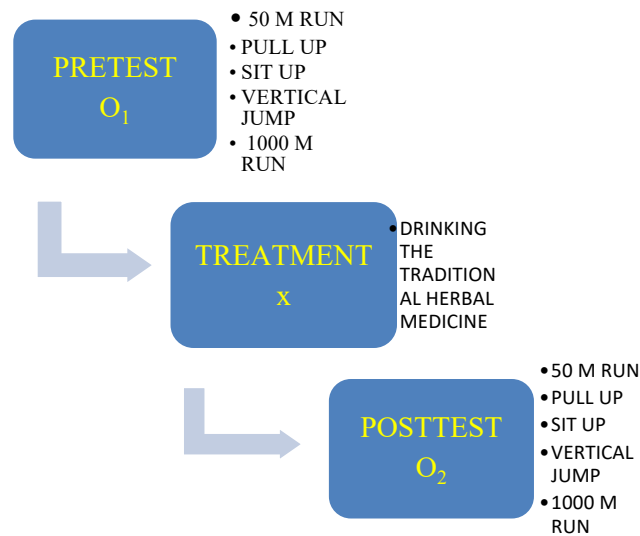 PRETEST
O₁
• 50 M RUN
• PULL UP
• SIT UP
• VERTICAL
JUMP
• 1000 M
RUN
TREATMENT
x
• DRINKING
THE
TRADITION
AL HERBAL
MEDICINE
POSTTEST
O₂
• 50 M RUN
• PULL UP
• SIT UP
• VERTICAL
JUMP
• 1000 M
RUN